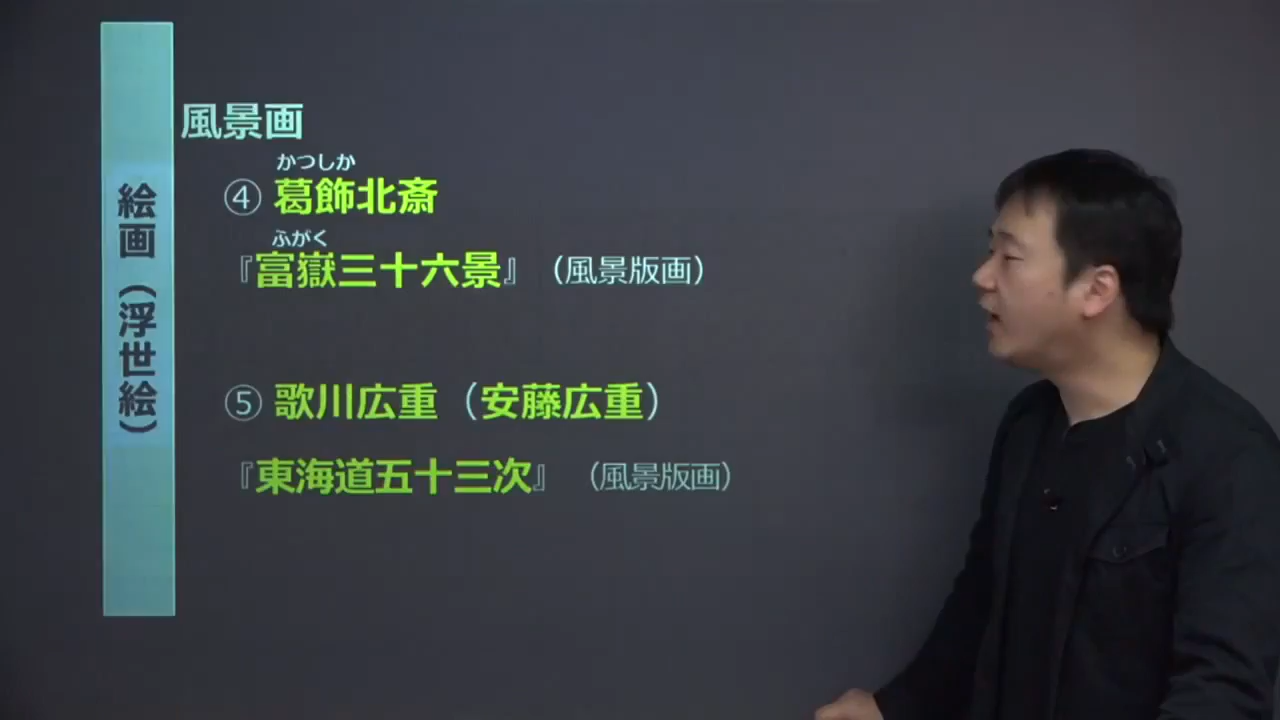 絵画（浮世絵）
風景画
かつしか
④ 葛飾北斎
ふがく
『富嶽三十六景』（風景版画）
⑤ 歌川広重（安藤広重）
『東海道五十三次』（風景版画）